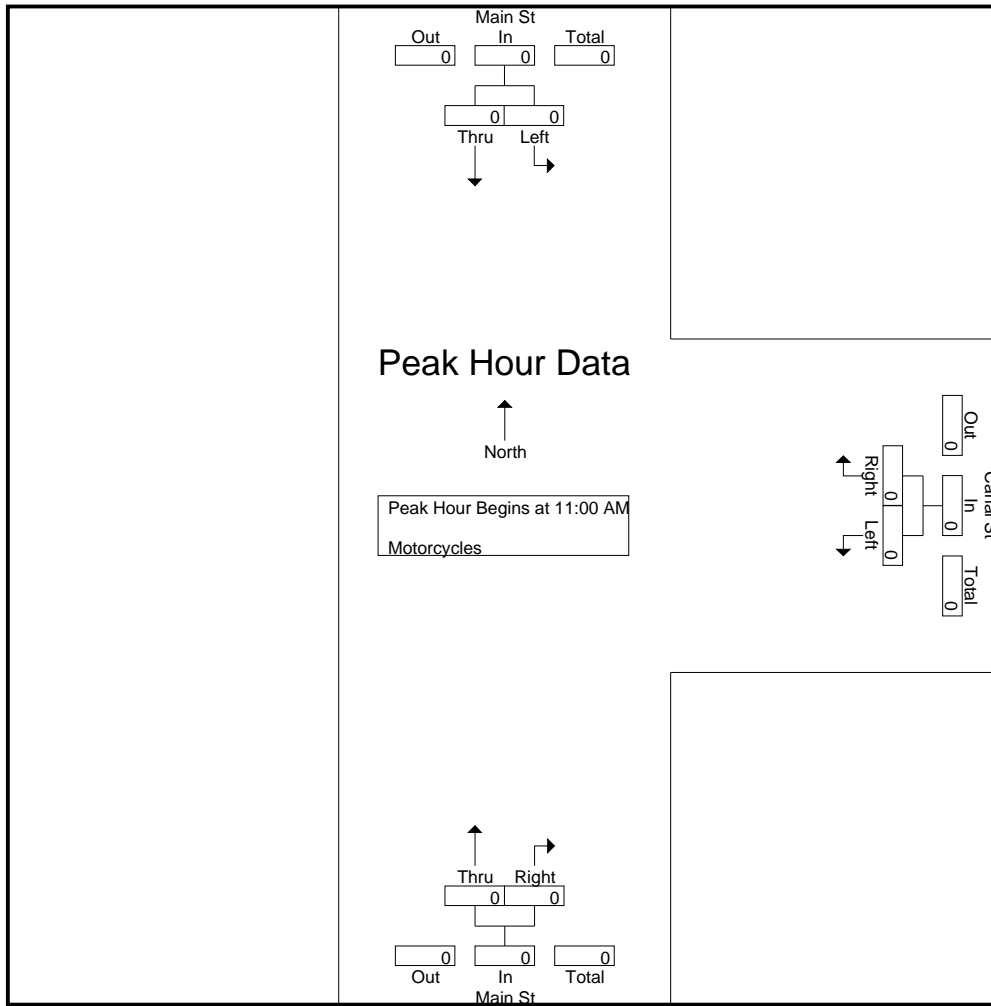 Main St
Out In Total
0 0 0
0 0
Thru Left
Peak Hour Data
North
Peak Hour Begins at 11:00 AM
Motorcycles
Right
0
Left
0
Out
0
In
0
Total
0
Thru Right
0 0
0 0 0
Out In Total
Main St